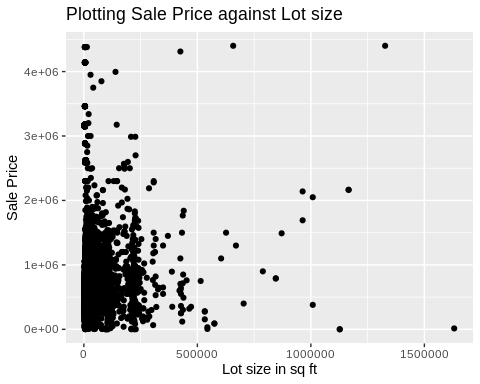 Plotting Sale Price against Lot size
4e+06
3e+06
2e+06
1e+06
0e+00
Sale Price
0
500000
1000000
1500000
Lot size in sq ft